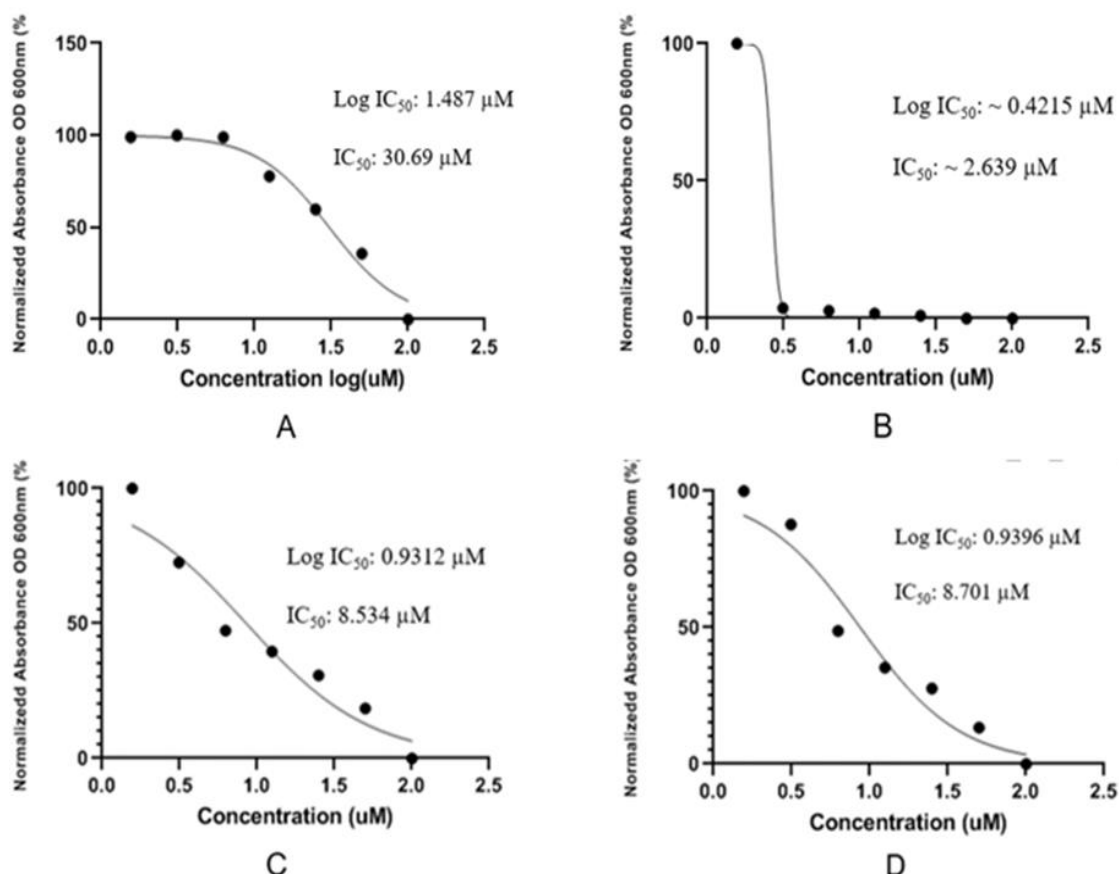 Normalizedd Absorbance OD 600nm (%
150
100
50
0
0.0 0.5 1.0 1.5 2.0 2.5
Concentration log(uM)
Log IC₅₀: 1.487 µM
IC₅₀: 30.69 µM
A
Normalizedd Absorbance OD 600nm (%
100
50
0
0.0 0.5 1.0 1.5 2.0 2.5
Concentration (uM)
Log IC₅₀: ~ 0.4215 µM
IC₅₀: ~ 2.639 µM
B
Normalizedd Absorbance OD 600nm (%
100
50
0
0.0 0.5 1.0 1.5 2.0 2.5
Concentration (uM)
Log IC₅₀: 0.9312 µM
IC₅₀: 8.534 µM
C
Normalizedd Absorbance OD 600nm (%)
100
50
0
0.0 0.5 1.0 1.5 2.0 2.5
Concentration (uM)
Log IC₅₀: 0.9396 µM
IC₅₀: 8.701 µM
D